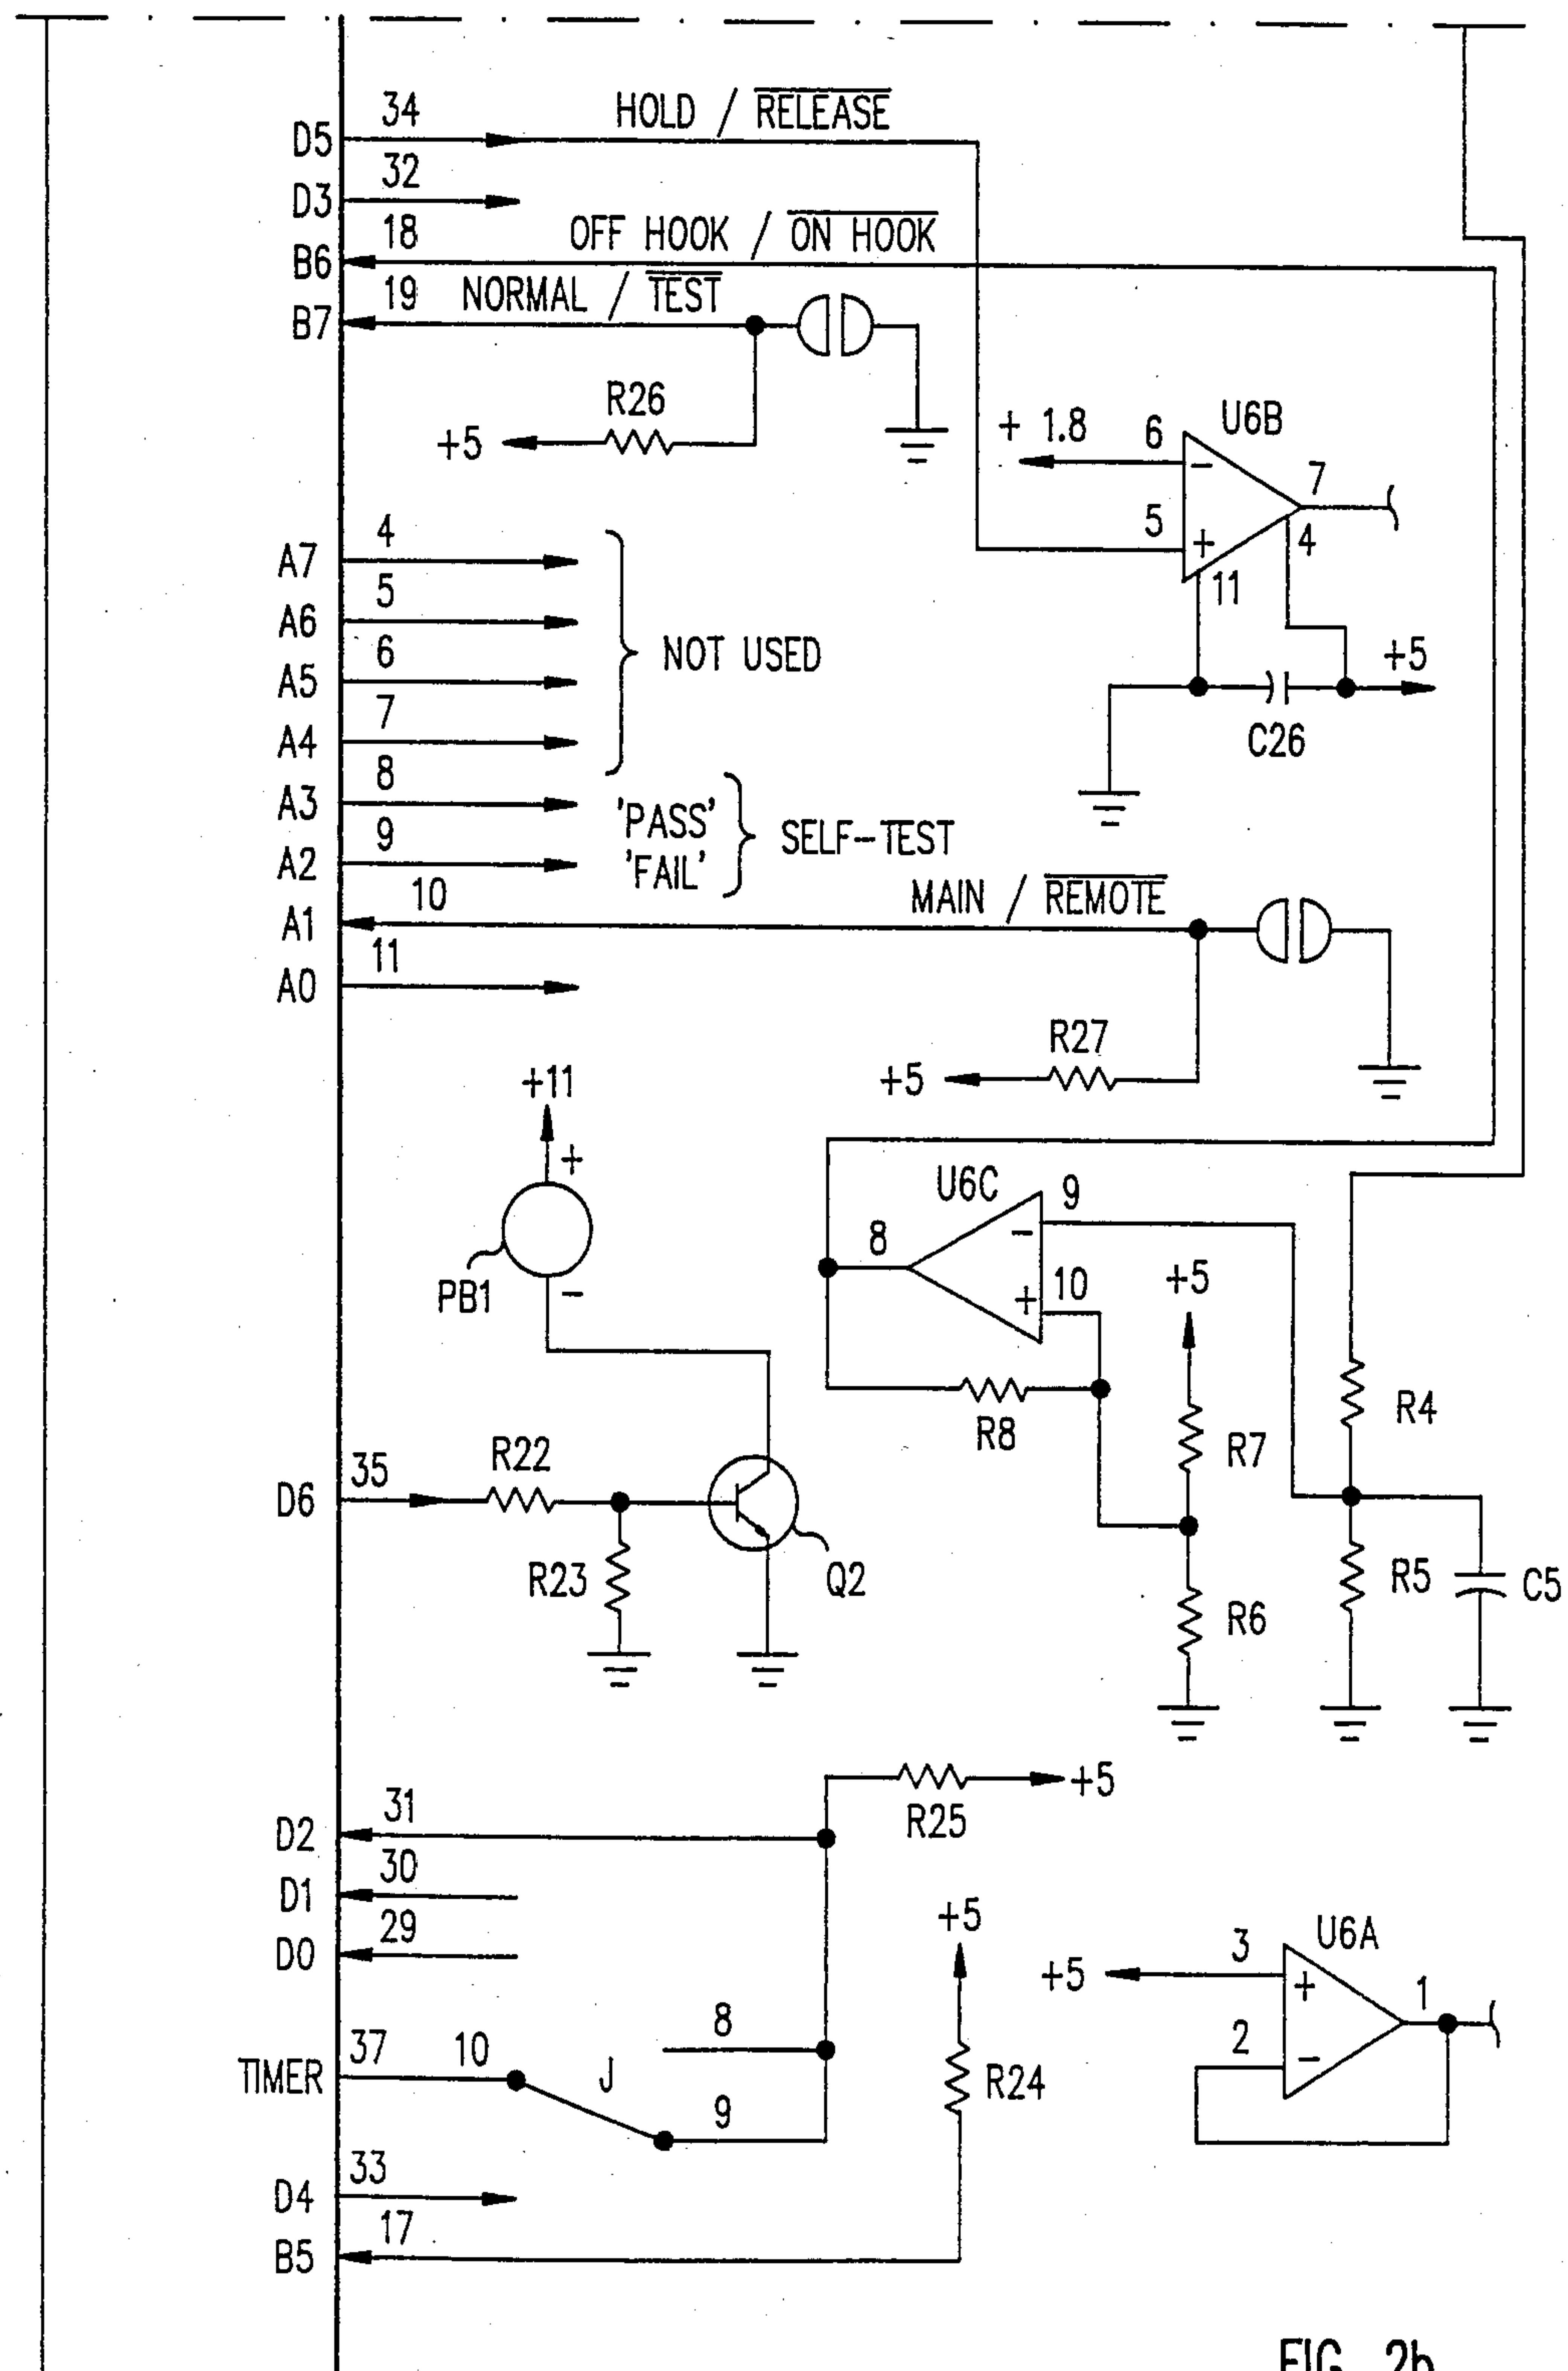 34 HOLD / RELEASE
D5
32
D3
18 OFF HOOK / ON HOOK
B6
19 NORMAL / TEST
B7
R26
+5
+ 1.8 6 U6B
−
7
5
+
4
11
+5
C26
4
A7
5
A6
6
A5
7
A4
NOT USED
8
A3
'PASS'
9
A2
'FAIL'
SELF-TEST
10 MAIN / REMOTE
A1
11
A0
R27
+5
+11
+
PB1
−
U6C
9
−
8
10
+
+5
R8
R7
R4
35 R22
D6
R23
Q2
R6
R5
C5
R25
+5
31
D2
30
D1
29
D0
+5
R24
+5
3 U6A
+
1
2
−
37 10 J 8
TIMER
9
33
D4
17
B5
FIG. 2b